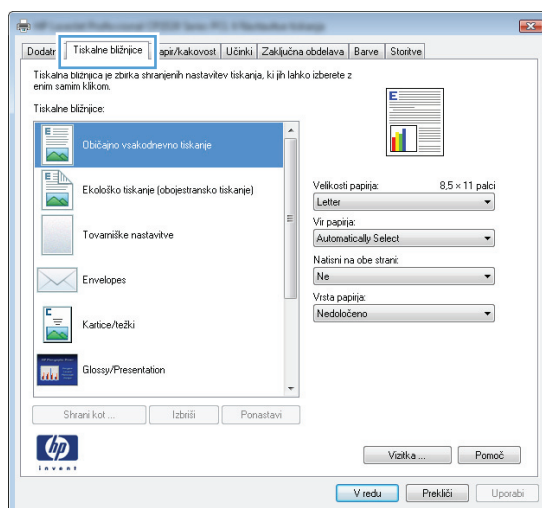 Dodatn Tiskalne bližnjice apir/kakovost Učinki Zaključna obdelava Barve Storitve
Tiskalna bližnjica je zbirka shranjenih nastavitev tiskanja, ki jih lahko izberete z
enim samim klikom.
Tiskalne bližnjice:
Običajno vsakodnevno tiskanje
Ekološko tiskanje (obojestransko tiskanje)
Tovarniške nastavitve
Envelopes
Kartice/težki
Glossy/Presentation
Shrani kot ... Izbriši Ponastavi
Velikosti papirja: 8,5 × 11 palci
Letter
Vir papirja:
Automatically Select
Natisni na obe strani:
Ne
Vrsta papirja:
Nedoločeno
hp
invent
Vizitka ... Pomoč
V redu Prekliči Uporabi